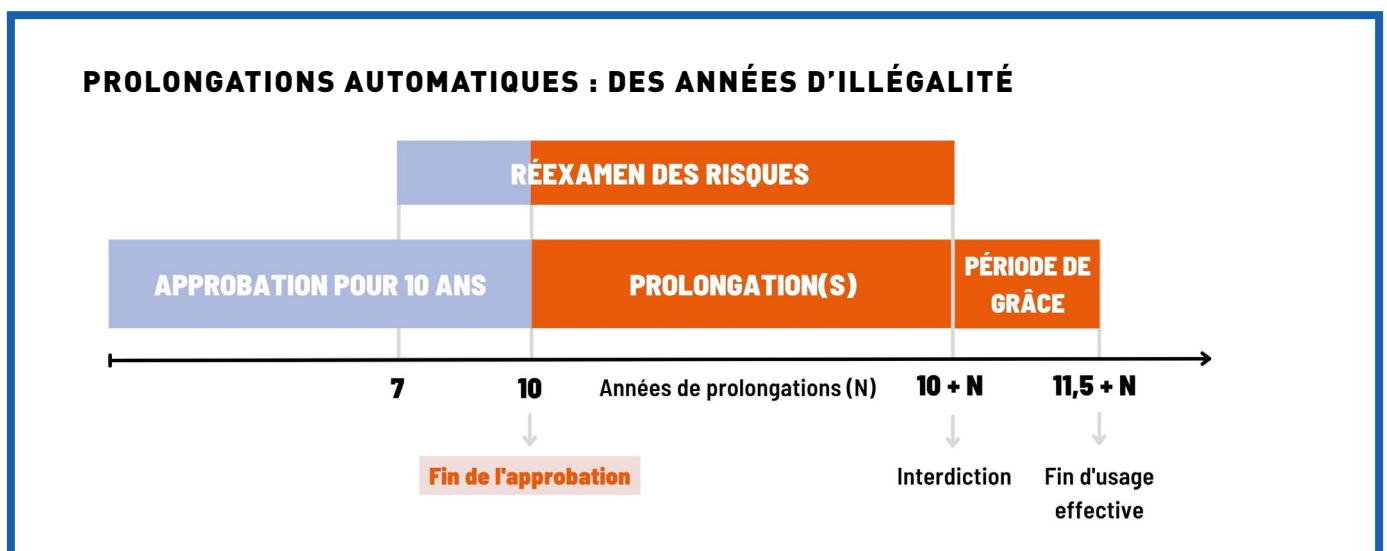 PROLONGATIONS AUTOMATIQUES : DES ANNÉES D'ILLÉGALITÉ
RÉEXAMEN DES RISQUES
APPROBATION POUR 10 ANS
PROLONGATION(S)
PÉRIODE DE
GRÂCE
7
10
Années de prolongations (N)
10 + N
11,5 + N
Fin de l'approbation
Interdiction
Fin d'usage
effective